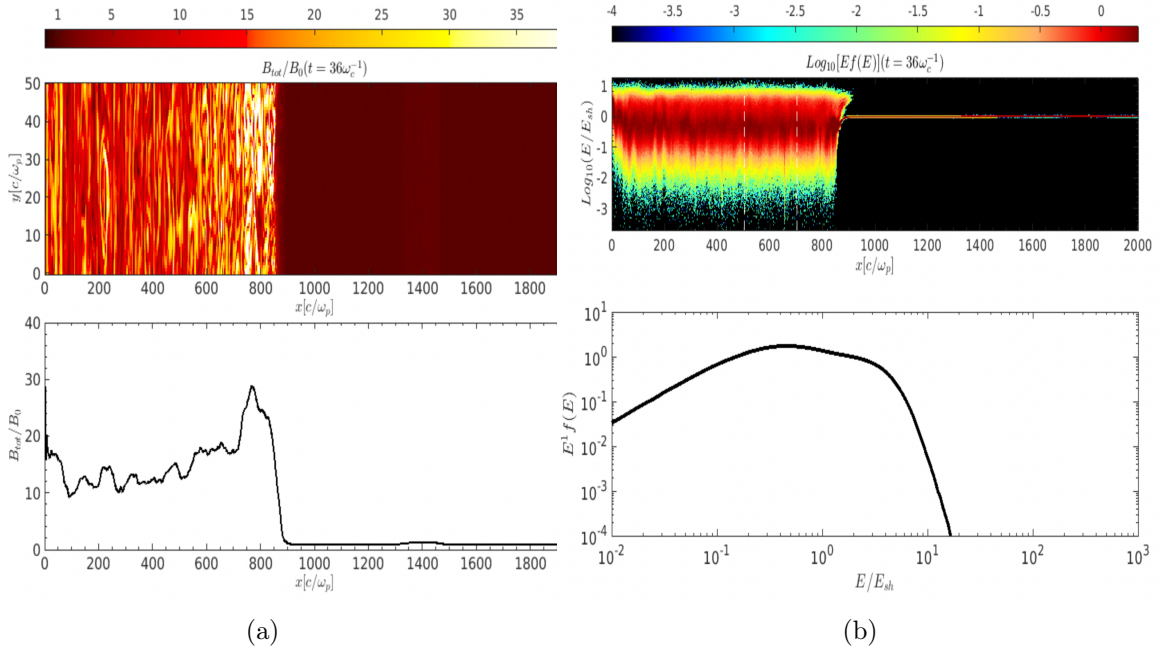 1 5 10 15 20 25 30 35
B_tot/B_0(t = 36ω_c^{-1})
50
40
30
20
10
0
y[c/ω_p]
0 200 400 600 800 1000 1200 1400 1600 1800
x[c/ω_p]
40
30
20
10
0
B_tot/B_0
0 200 400 600 800 1000 1200 1400 1600 1800
x[c/ω_p]
(a)
-4 -3.5 -3 -2.5 -2 -1.5 -1 -0.5 0
Log_10[Ef(E)](t = 36ω_c^{-1})
1
0
-1
-2
-3
Log_10(E/E_sh)
0 200 400 600 800 1000 1200 1400 1600 1800 2000
x[c/ω_p]
10^1
10^0
10^-1
10^-2
10^-3
10^-4
E^1 f(E)
10^-2 10^-1 10^0 10^1 10^2 10^3
E/E_sh
(b)